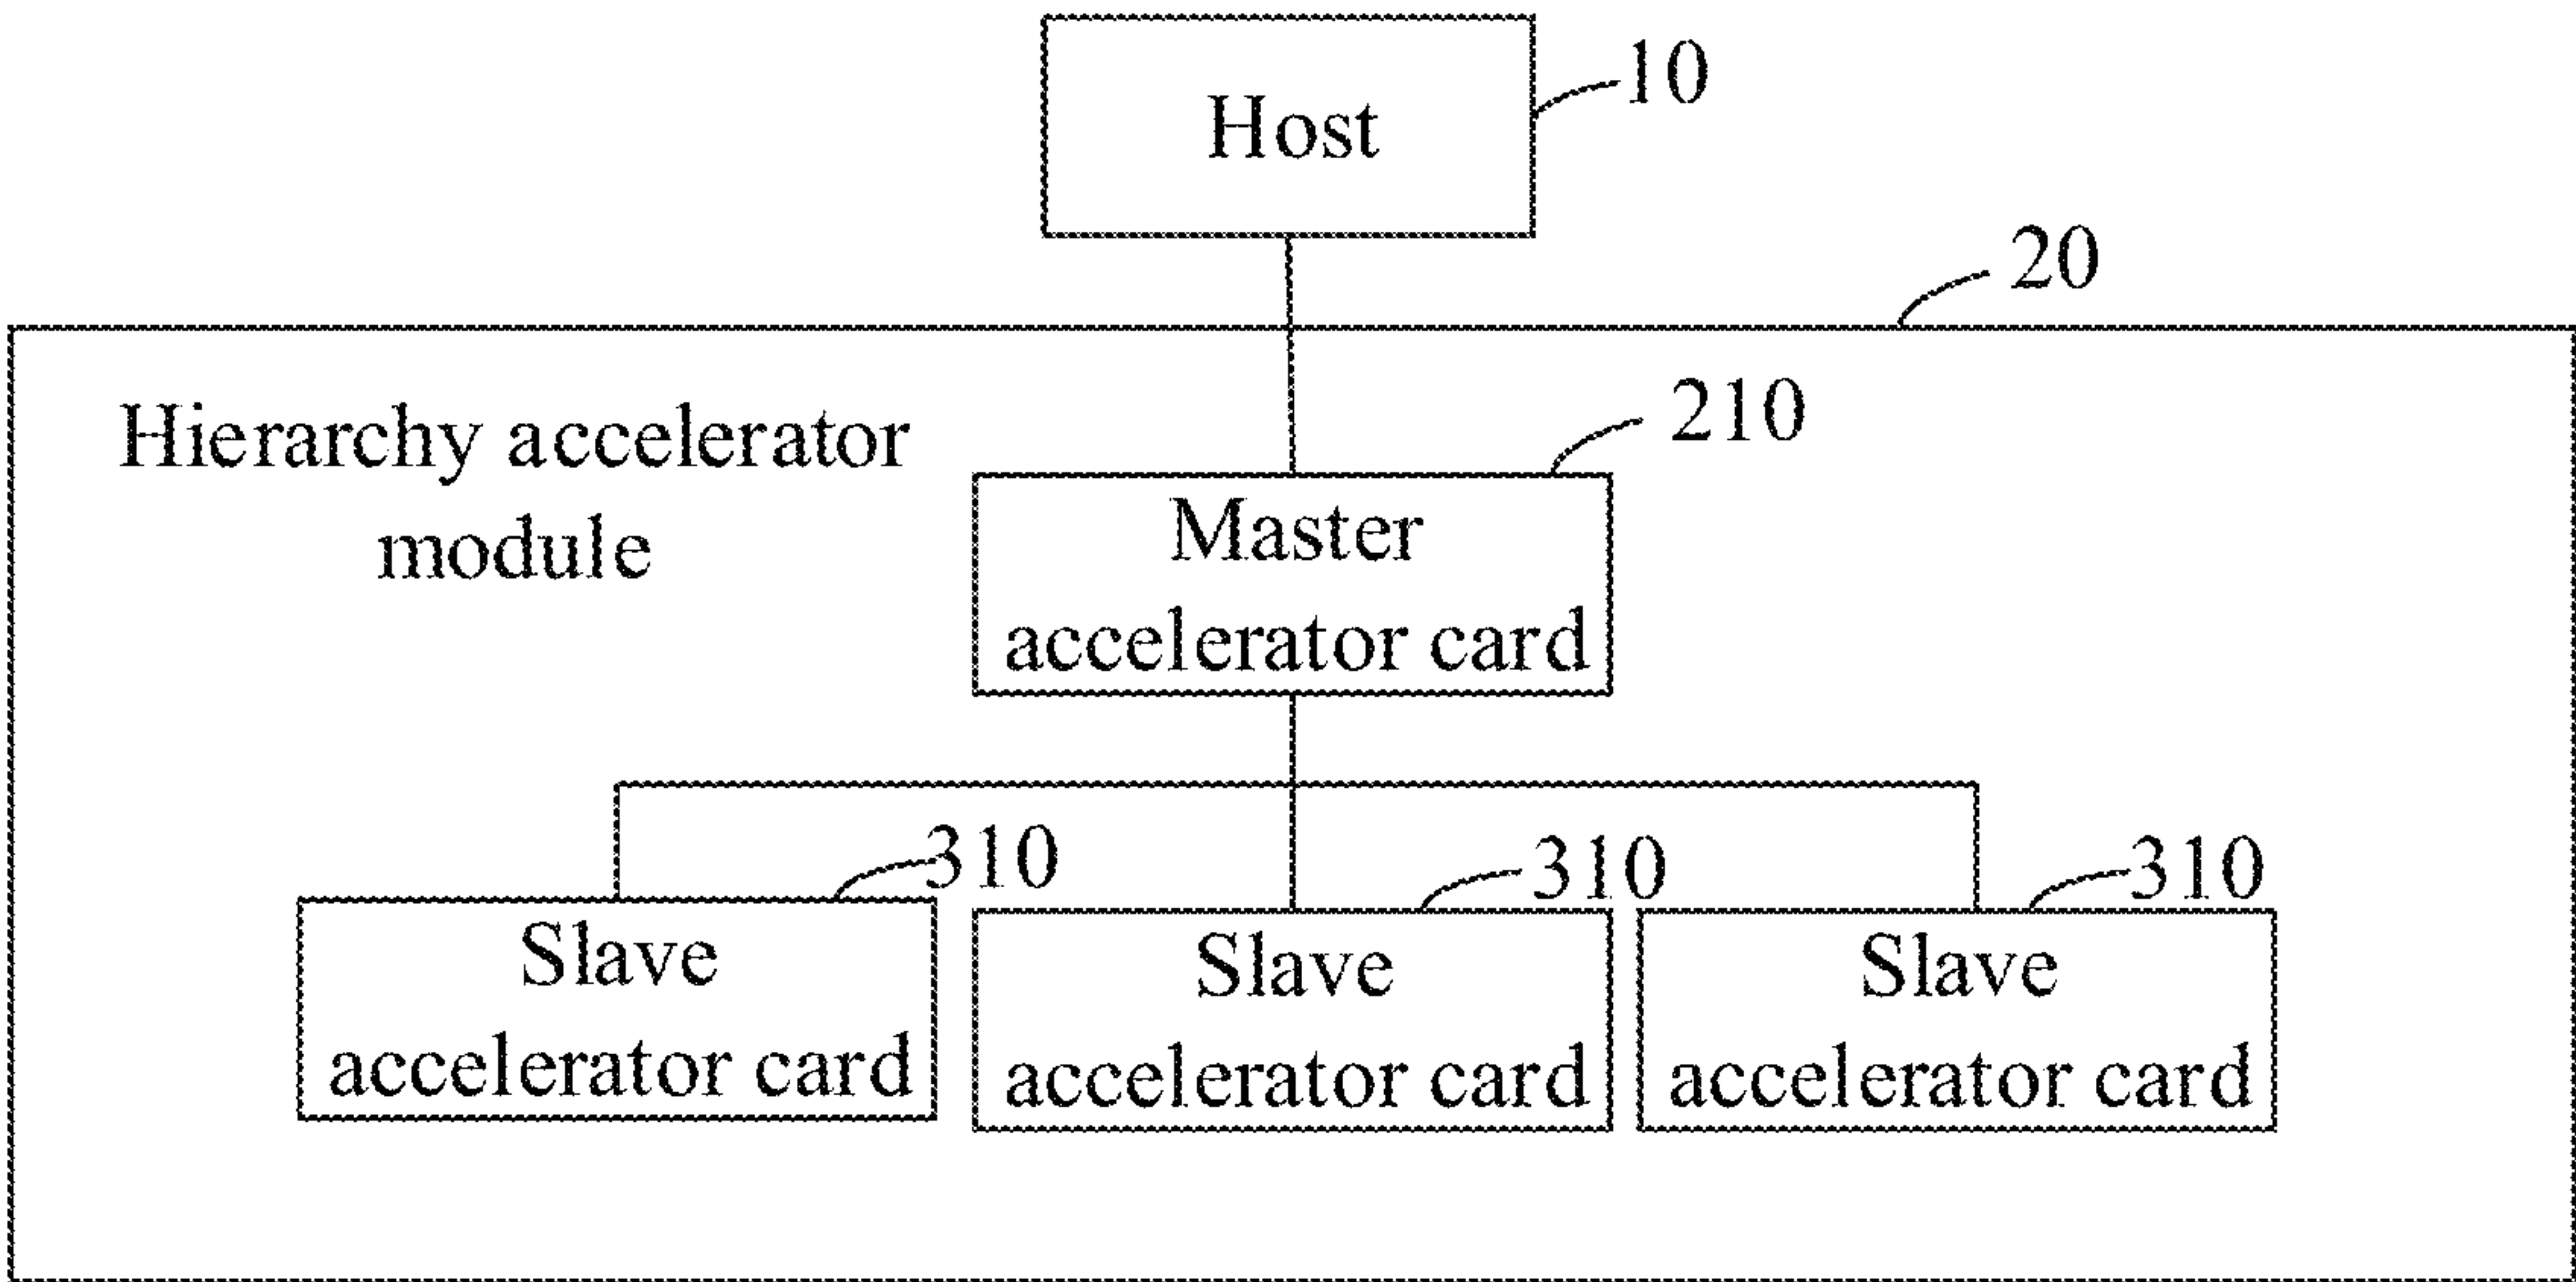 Host
10
20
Hierarchy accelerator
module
210
Master
accelerator card
310
310
310
Slave
accelerator card
Slave
accelerator card
Slave
accelerator card